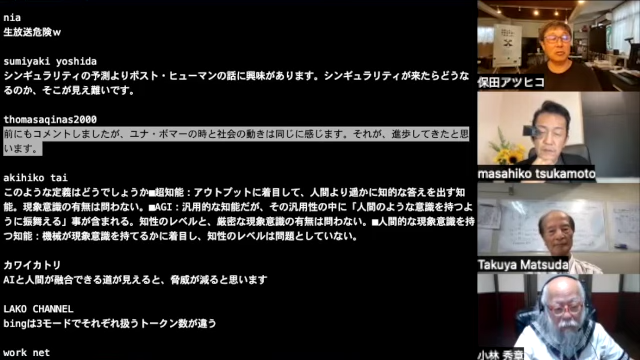 nia
生放送危険ｗ
sumiyaki yoshida
シンギュラリティの予測よりポスト・ヒューマンの話に興味があります。シンギュラリティが来たらどうな
るのか、そこが見え難いです。
thomasaqinas2000
前にもコメントしましたが、ユナ・ボマーの時と社会の動きは同じに感じます。それが、進歩してきたと思
います。
akihiko tai
このような定義はどうでしょうか■超知能：アウトプットに着目して、人間より遥かに知的な答えを出す知
能。現象意識の有無は問わない。■AGI：汎用的な知能だが、その汎用性の中に「人間のような意識を持つよ
うに振舞える」事が含まれる。知性のレベルと、厳密な現象意識の有無は問わない。■人間的な現象意識を持
つ知能：機械が現象意識を持てるかに着目し、知性のレベルは問題としていない。
カワイカトリ
AIと人間が融合できる道が見えると、脅威が減ると思います
LAKO CHANNEL
bingは3モードでそれぞれ扱うトークン数が違う
work net
保田アツヒコ
masahiko tsukamoto
Takuya Matsuda
小林 秀章